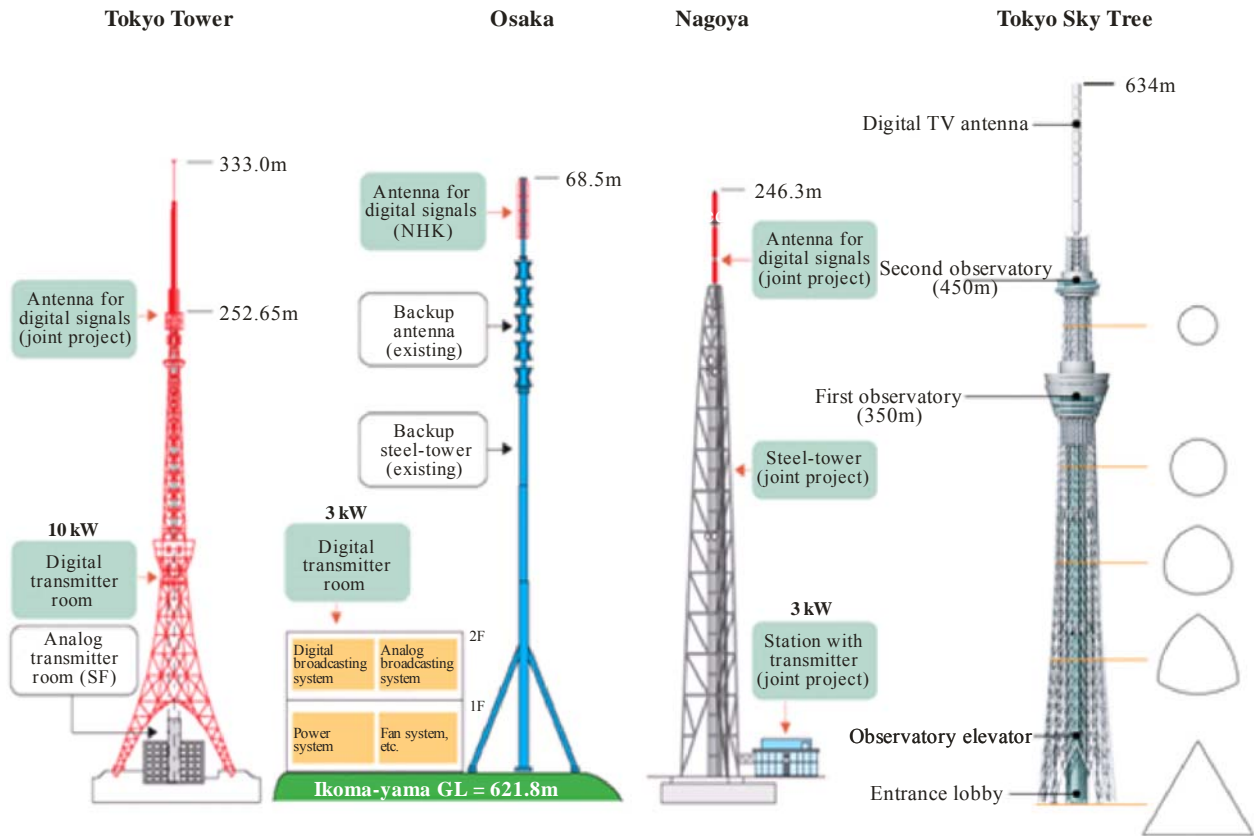 Tokyo Tower
Osaka
Nagoya
Tokyo Sky Tree
333.0m
Antenna for
digital signals
(joint project)
252.65m
10 kW
Digital
transmitter
room
Analog
transmitter
room (SF)
68.5m
Antenna for
digital signals
(NHK)
Backup
antenna
(existing)
Backup
steel-tower
(existing)
3 kW
Digital
transmitter
room
2F
Digital
broadcasting
system
Analog
broadcasting
system
1F
Power
system
Fan system,
etc.
Ikoma-yama GL = 621.8m
246.3m
Antenna for
digital signals
(joint project)
Steel-tower
(joint project)
3 kW
Station with
transmitter
(joint project)
634m
Digital TV antenna
Second observatory
(450m)
First observatory
(350m)
Observatory elevator
Entrance lobby